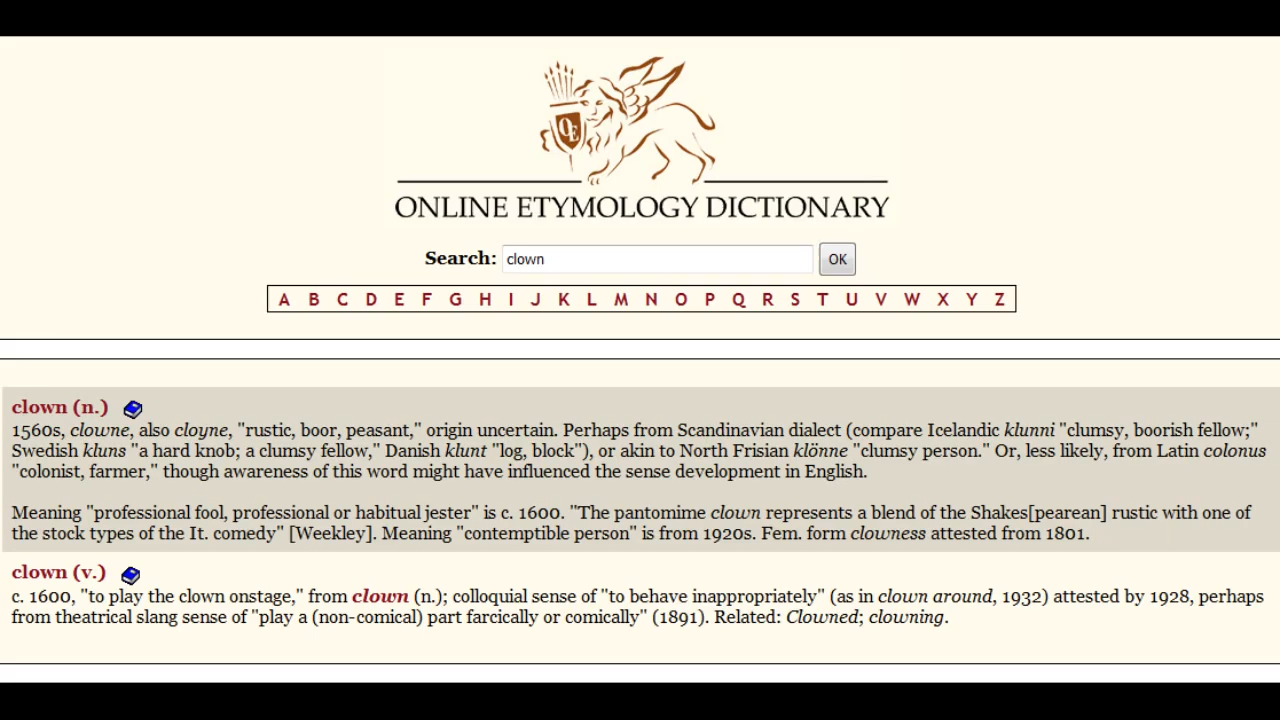 OE
ONLINE ETYMOLOGY DICTIONARY
Search: clown OK
A B C D E F G H I J K L M N O P Q R S T U V W X Y Z
clown (n.)
1560s, clowne, also cloyne, "rustic, boor, peasant," origin uncertain. Perhaps from Scandinavian dialect (compare Icelandic klunni "clumsy, boorish fellow;"
Swedish kluns "a hard knob; a clumsy fellow," Danish klunt "log, block"), or akin to North Frisian klönne "clumsy person." Or, less likely, from Latin colonus
"colonist, farmer," though awareness of this word might have influenced the sense development in English.
Meaning "professional fool, professional or habitual jester" is c. 1600. "The pantomime clown represents a blend of the Shakes[pearean] rustic with one of
the stock types of the It. comedy" [Weekley]. Meaning "contemptible person" is from 1920s. Fem. form clowness attested from 1801.
clown (v.)
c. 1600, "to play the clown onstage," from clown (n.); colloquial sense of "to behave inappropriately" (as in clown around, 1932) attested by 1928, perhaps
from theatrical slang sense of "play a (non-comical) part farcically or comically" (1891). Related: Clowned; clowning.